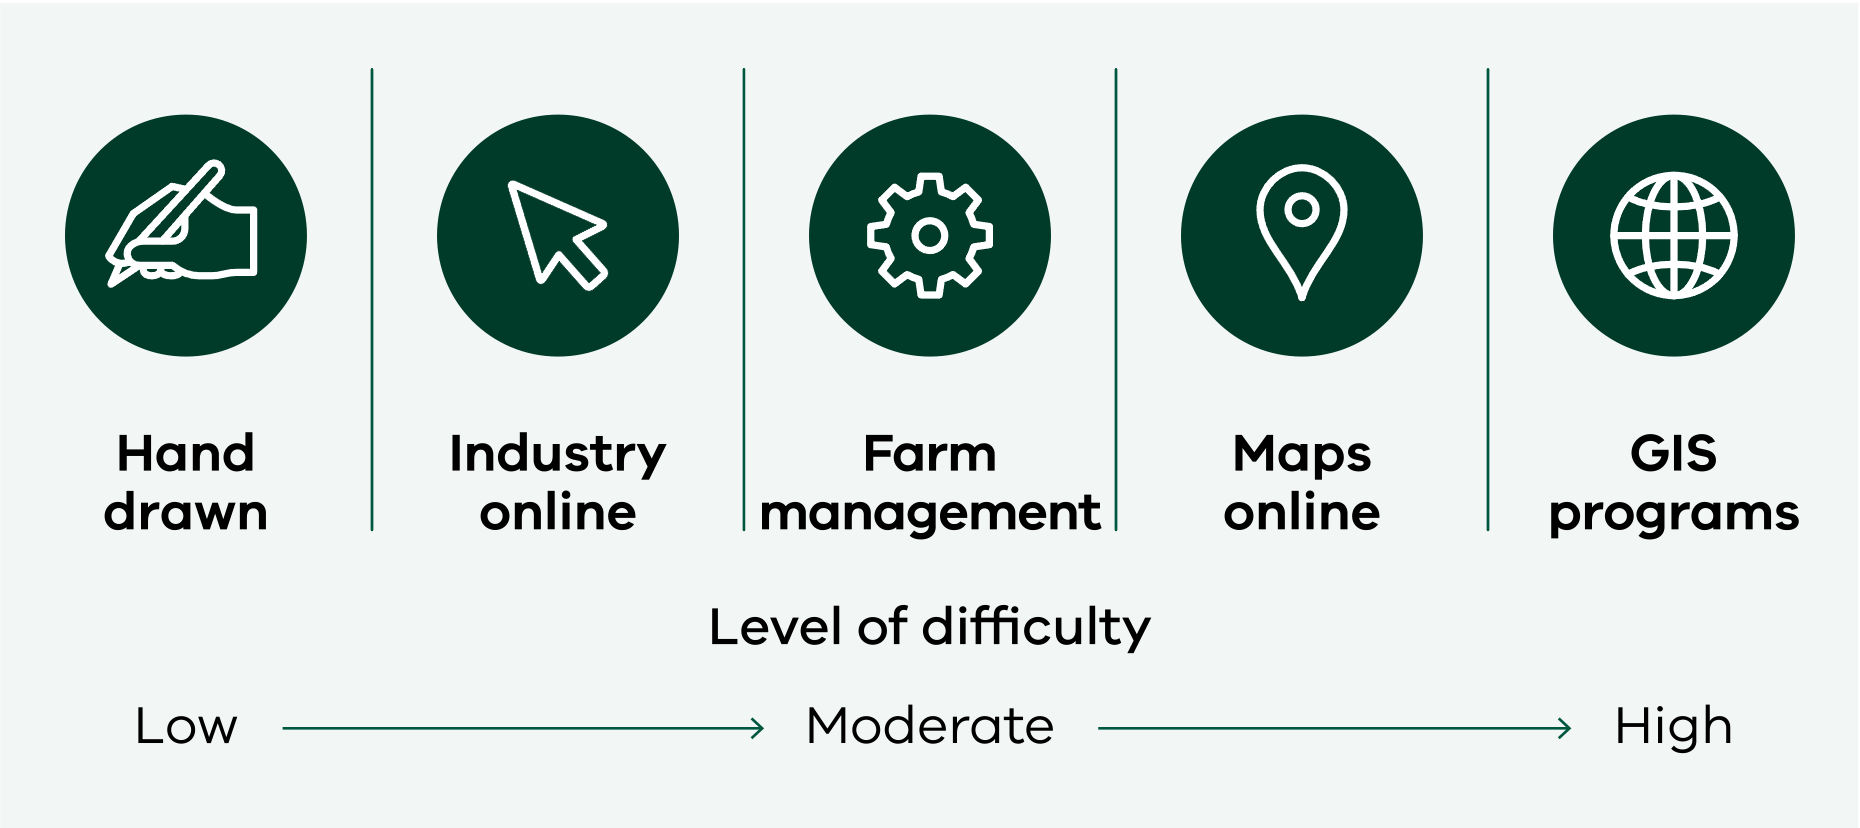 Hand
drawn
Industry
online
Farm
management
Maps
online
GIS
programs
Level of difficulty
Low
Moderate
High